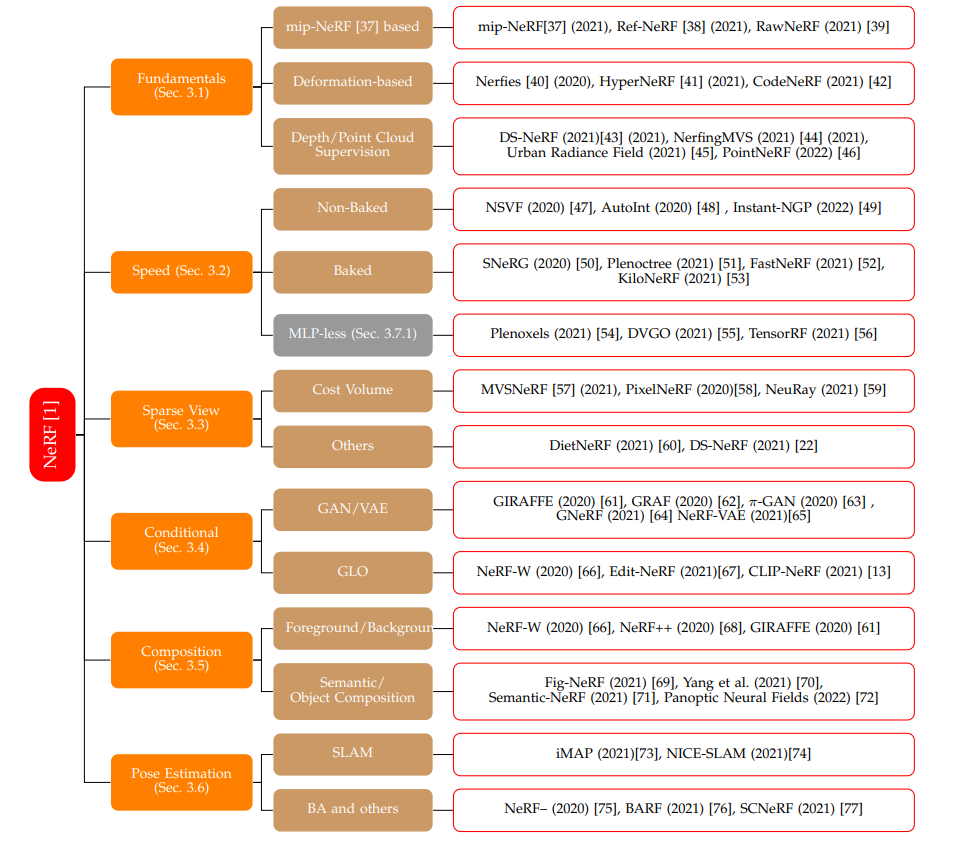 NeRF [1]
Fundamentals
(Sec. 3.1)
mip-NeRF [37] based
mip-NeRF[37] (2021), Ref-NeRF [38] (2021), RawNeRF (2021) [39]
Deformation-based
Nerfies [40] (2020), HyperNeRF [41] (2021), CodeNeRF (2021) [42]
Depth/Point Cloud
Supervision
DS-NeRF (2021)[43] (2021), NerfingMVS (2021) [44] (2021),
Urban Radiance Field (2021) [45], PointNeRF (2022) [46]
Speed (Sec. 3.2)
Non-Baked
NSVF (2020) [47], AutoInt (2020) [48] , Instant-NGP (2022) [49]
Baked
SNeRG (2020) [50], Plenoctree (2021) [51], FastNeRF (2021) [52],
KiloNeRF (2021) [53]
MLP-less (Sec. 3.7.1)
Plenoxels (2021) [54], DVGO (2021) [55], TensorRF (2021) [56]
Sparse View
(Sec. 3.3)
Cost Volume
MVSNeRF [57] (2021), PixelNeRF (2020)[58], NeuRay (2021) [59]
Others
DietNeRF (2021) [60], DS-NeRF (2021) [22]
Conditional
(Sec. 3.4)
GAN/VAE
GIRAFFE (2020) [61], GRAF (2020) [62], π-GAN (2020) [63] ,
GNeRF (2021) [64] NeRF-VAE (2021)[65]
GLO
NeRF-W (2020) [66], Edit-NeRF (2021)[67], CLIP-NeRF (2021) [13]
Composition
(Sec. 3.5)
Foreground/Backgroun
NeRF-W (2020) [66], NeRF++ (2020) [68], GIRAFFE (2020) [61]
Semantic/
Object Composition
Fig-NeRF (2021) [69], Yang et al. (2021) [70],
Semantic-NeRF (2021) [71], Panoptic Neural Fields (2022) [72]
Pose Estimation
(Sec. 3.6)
SLAM
iMAP (2021)[73], NICE-SLAM (2021)[74]
BA and others
NeRF– (2020) [75], BARF (2021) [76], SCNeRF (2021) [77]